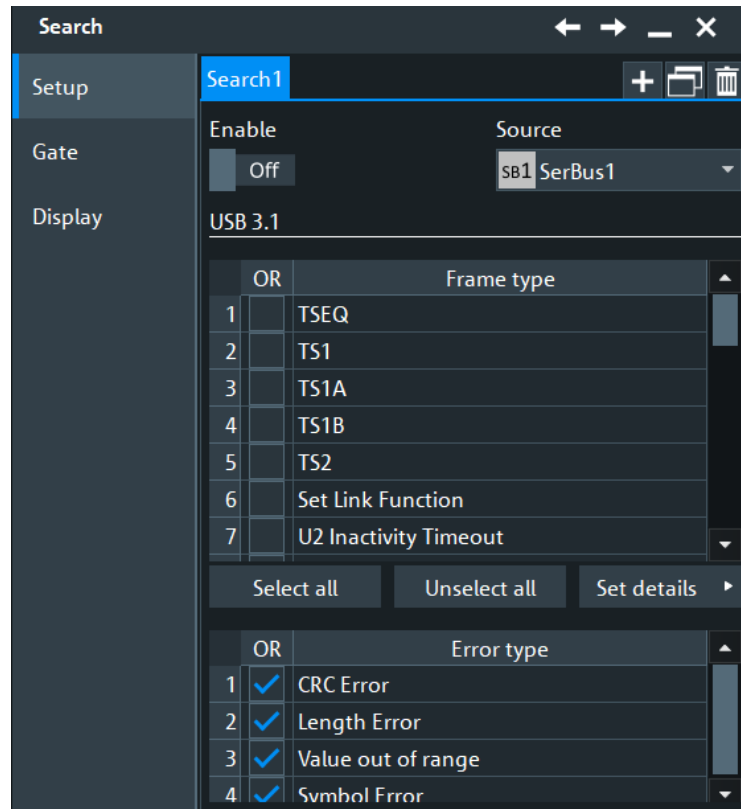 Search
Setup
Gate
Display
Search1
Enable
Source
Off
SB1 SerBus1
USB 3.1
OR Frame type
1 TSEQ
2 TS1
3 TS1A
4 TS1B
5 TS2
6 Set Link Function
7 U2 Inactivity Timeout
Select all Unselect all Set details
OR Error type
1 CRC Error
2 Length Error
3 Value out of range
4 Symbol Error